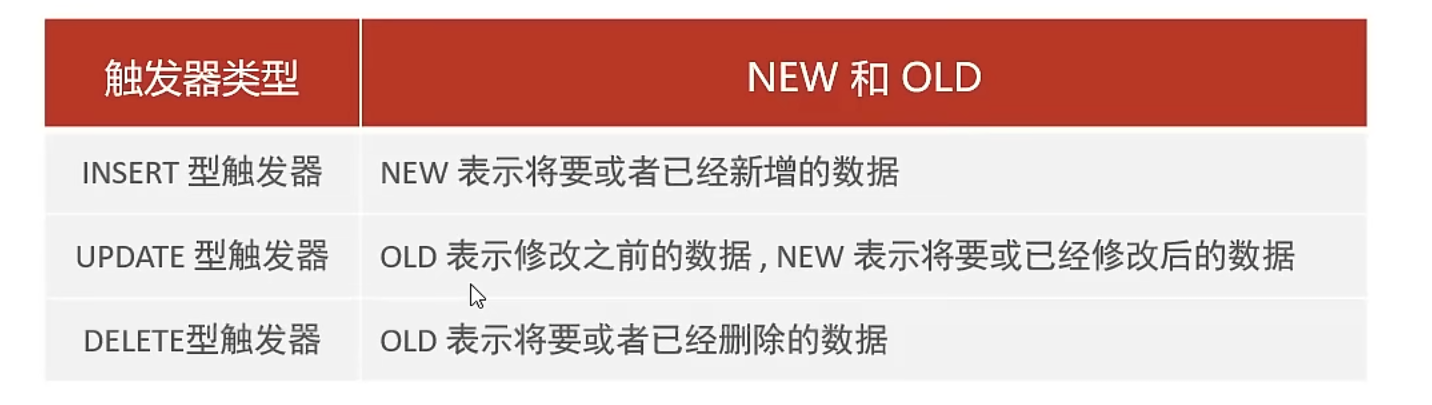 触发器类型
NEW 和 OLD
INSERT 型触发器
NEW 表示将要或者已经新增的数据
UPDATE 型触发器
OLD 表示修改之前的数据 , NEW 表示将要或已经修改后的数据
DELETE型触发器
OLD 表示将要或者已经删除的数据